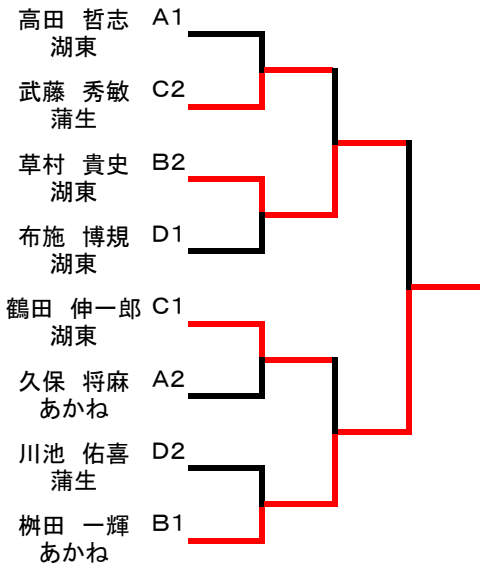 高田 哲志 A1
湖東
武藤 秀敏 C2
蒲生
草村 貴史 B2
湖東
布施 博規 D1
湖東
鶴田 伸一郎 C1
湖東
久保 将麻 A2
あかね
川池 佑喜 D2
蒲生
桝田 一輝 B1
あかね